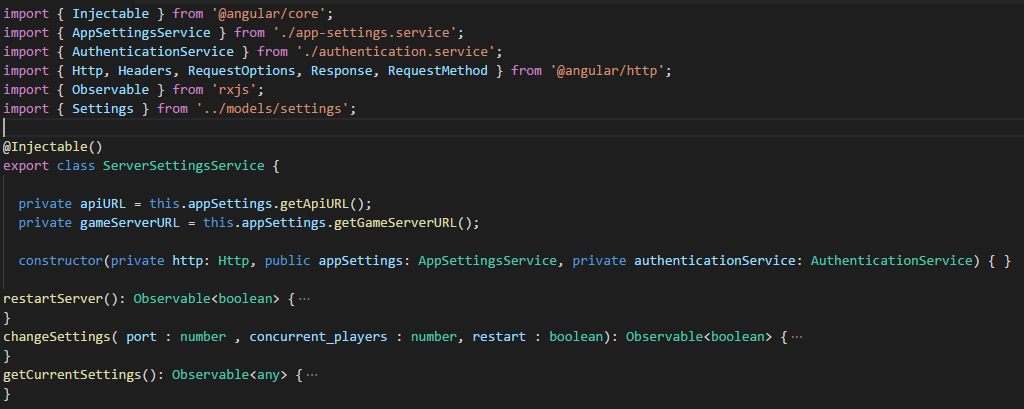 import { Injectable } from '@angular/core';
import { AppSettingsService } from './app-settings.service';
import { AuthenticationService } from './authentication.service';
import { Http, Headers, RequestOptions, Response, RequestMethod } from '@angular/http';
import { Observable } from 'rxjs';
import { Settings } from '../models/settings';
@Injectable()
export class ServerSettingsService {
private apiURL = this.appSettings.getApiURL();
private gameServerURL = this.appSettings.getGameServerURL();
constructor(private http: Http, public appSettings: AppSettingsService, private authenticationService: AuthenticationService) { }
restartServer(): Observable<boolean> {···
}
changeSettings( port : number , concurrent_players : number, restart : boolean): Observable<boolean> {···
}
getCurrentSettings(): Observable<any> {···
}